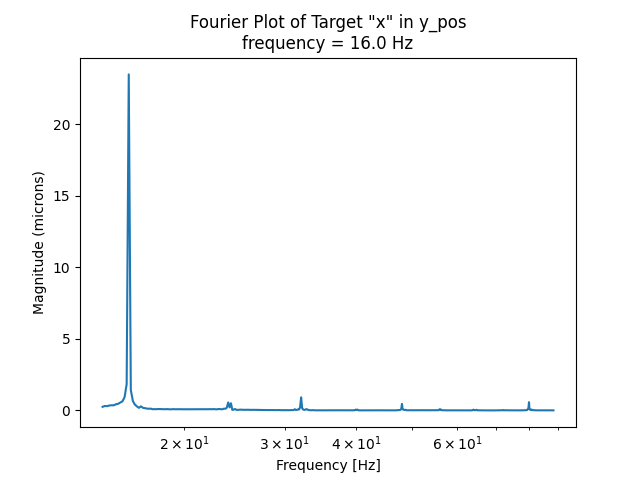 Fourier Plot of Target "x" in y_pos
frequency = 16.0 Hz
Magnitude (microns)
20
15
10
5
0
2 × 10¹
3 × 10¹
4 × 10¹
6 × 10¹
Frequency [Hz]